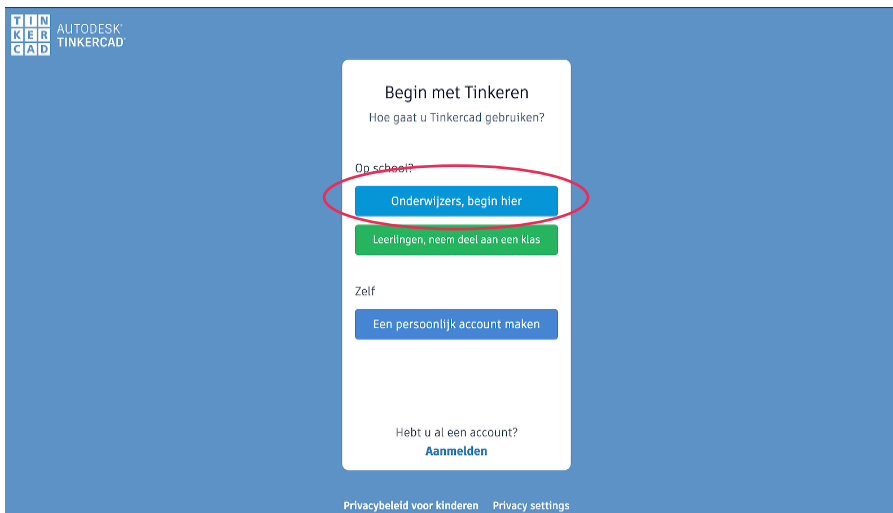 TIN
KER
CAD
AUTODESK®
TINKERCAD®
Begin met Tinkeren
Hoe gaat u Tinkercad gebruiken?
Op school?
Onderwijzers, begin hier
Leerlingen, neem deel aan een klas
Zelf
Een persoonlijk account maken
Hebt u al een account?
Aanmelden
Privacybeleid voor kinderen Privacy settings